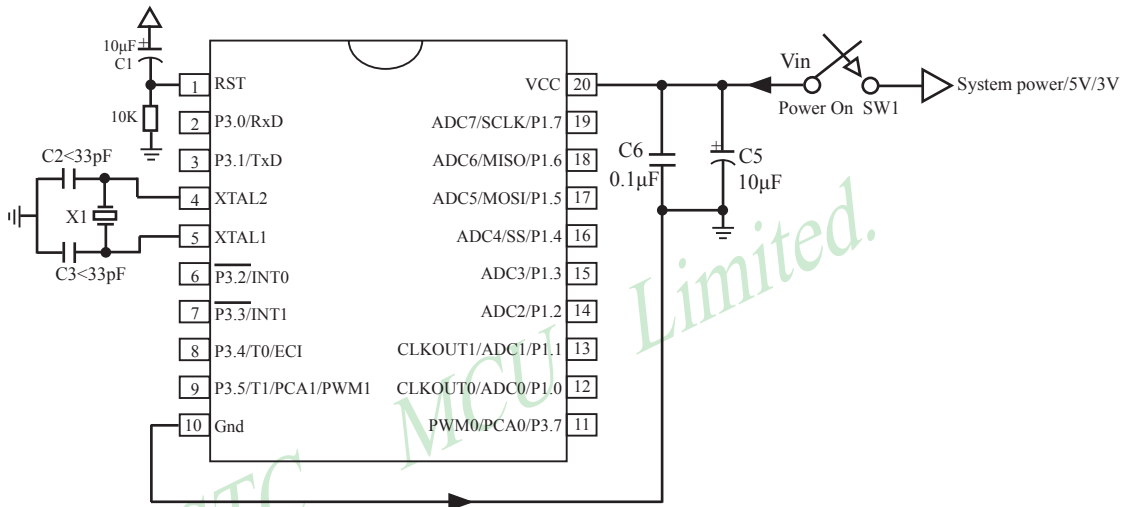 10μF +
C1
10K
C2<33pF
X1
C3<33pF
1 RST
2 P3.0/RxD
3 P3.1/TxD
4 XTAL2
5 XTAL1
6 P3.2/INT0
7 P3.3/INT1
8 P3.4/T0/ECI
9 P3.5/T1/PCA1/PWM1
10 Gnd
VCC 20
ADC7/SCLK/P1.7 19
ADC6/MISO/P1.6 18
ADC5/MOSI/P1.5 17
ADC4/SS/P1.4 16
ADC3/P1.3 15
ADC2/P1.2 14
CLKOUT1/ADC1/P1.1 13
CLKOUT0/ADC0/P1.0 12
PWM0/PCA0/P3.7 11
C6
0.1μF
+ C5
10μF
Vin
Power On SW1
System power/5V/3V
STC MCU Limited.